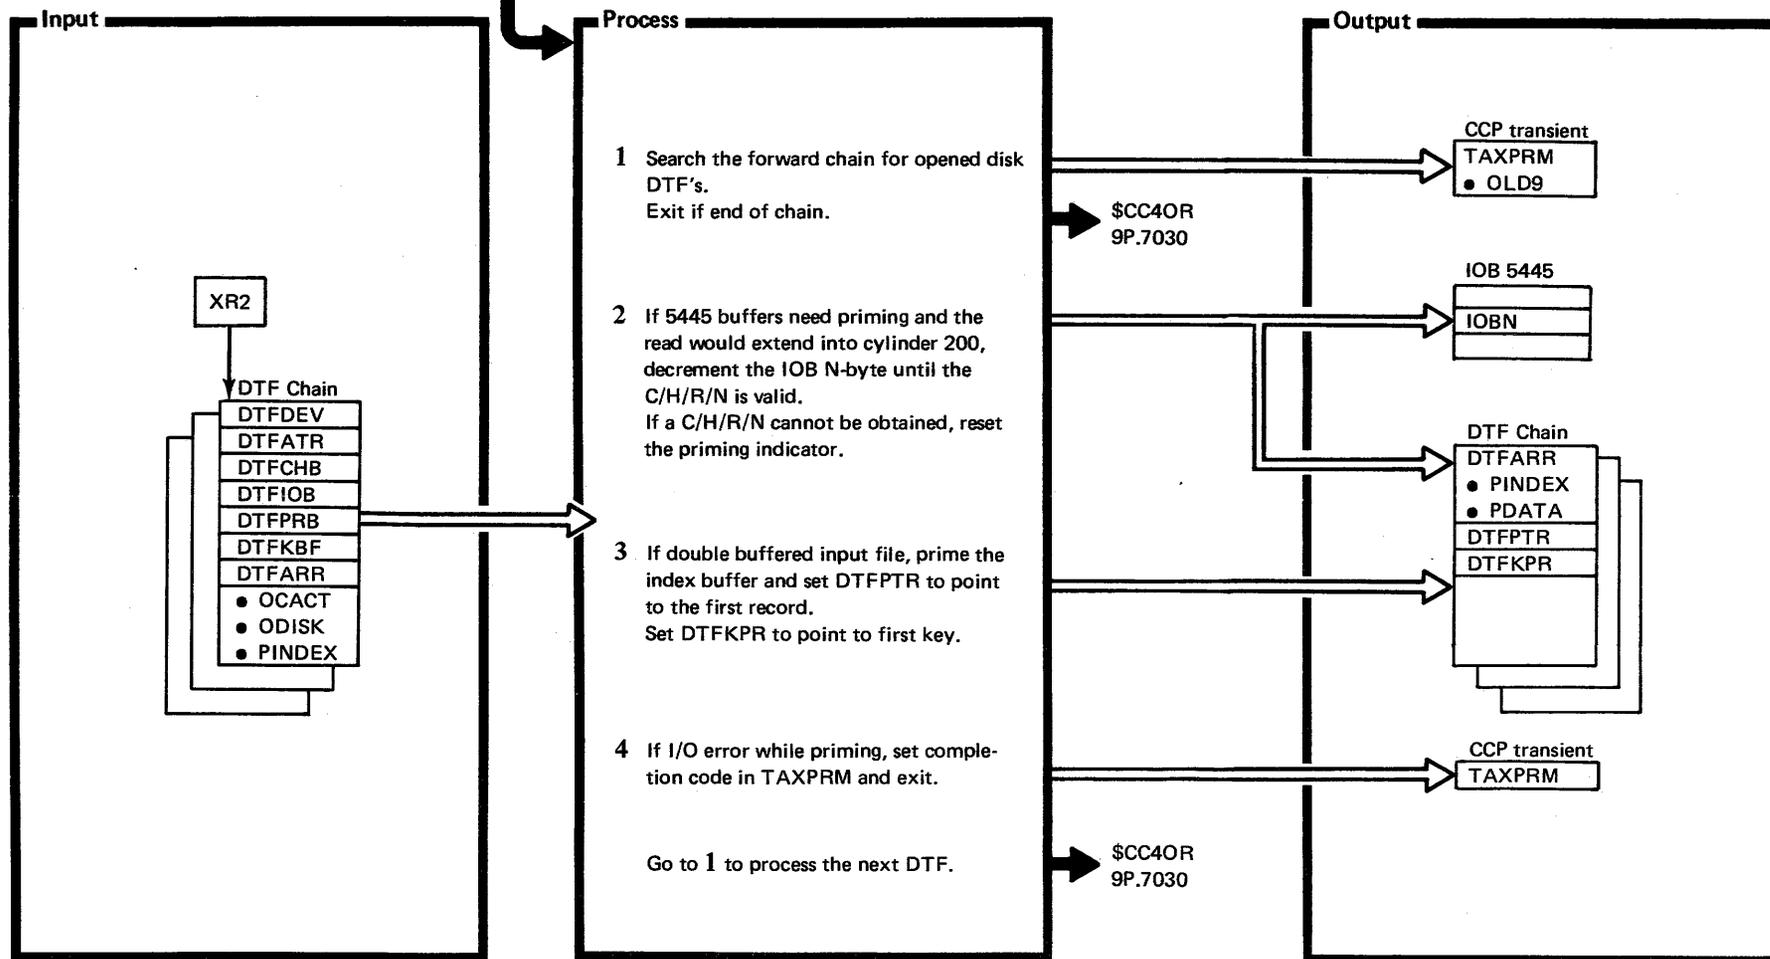 Input
XR2
DTF Chain
DTFDEV
DTFATR
DTFCHB
DTFIOB
DTFPRB
DTFKBF
DTFARR
• OCACT
• ODISK
• PINDEX
Process
1 Search the forward chain for opened disk
DTF's.
Exit if end of chain.
$CC4OR
9P.7030
2 If 5445 buffers need priming and the
read would extend into cylinder 200,
decrement the IOB N-byte until the
C/H/R/N is valid.
If a C/H/R/N cannot be obtained, reset
the priming indicator.
3 If double buffered input file, prime the
index buffer and set DTFPTR to point
to the first record.
Set DTFKPR to point to first key.
4 If I/O error while priming, set comple-
tion code in TAXPRM and exit.
Go to 1 to process the next DTF.
$CC4OR
9P.7030
Output
CCP transient
TAXPRM
• OLD9
IOB 5445
IOBN
DTF Chain
DTFARR
• PINDEX
• PDATA
DTFPTR
DTFKPR
CCP transient
TAXPRM